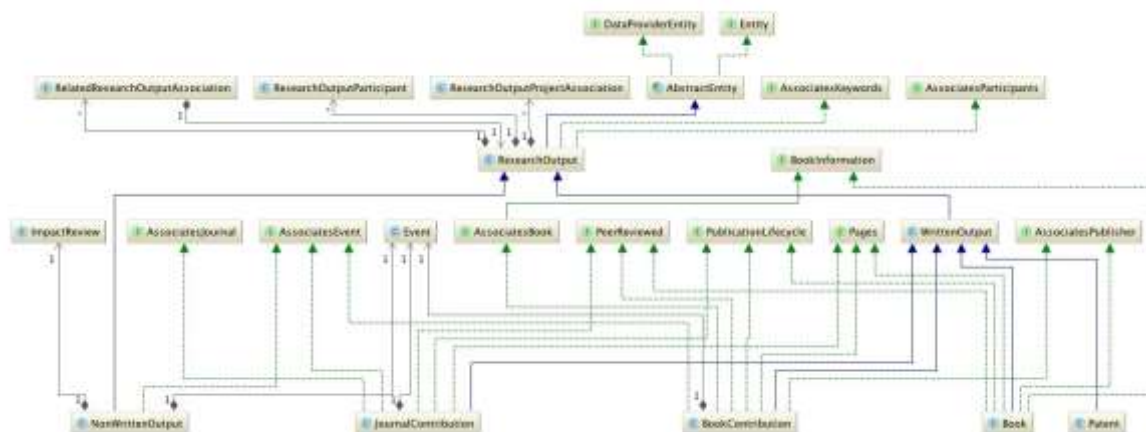 DataProviderEntity Entity
RelatedResearchOutputAssociation ResearchOutputParticipant ResearchOutputProjectAssociation AbstractEntity AssociatesKeywords AssociatesParticipants
ResearchOutput BookInformation
ImpactReview AssociatesJournal AssociatesEvent Event AssociatesBook PeerReviewed PublicationLifecycle Pages WrittenOutput AssociatesPublisher
NonWrittenOutput JournalContribution BookContribution Book Patent